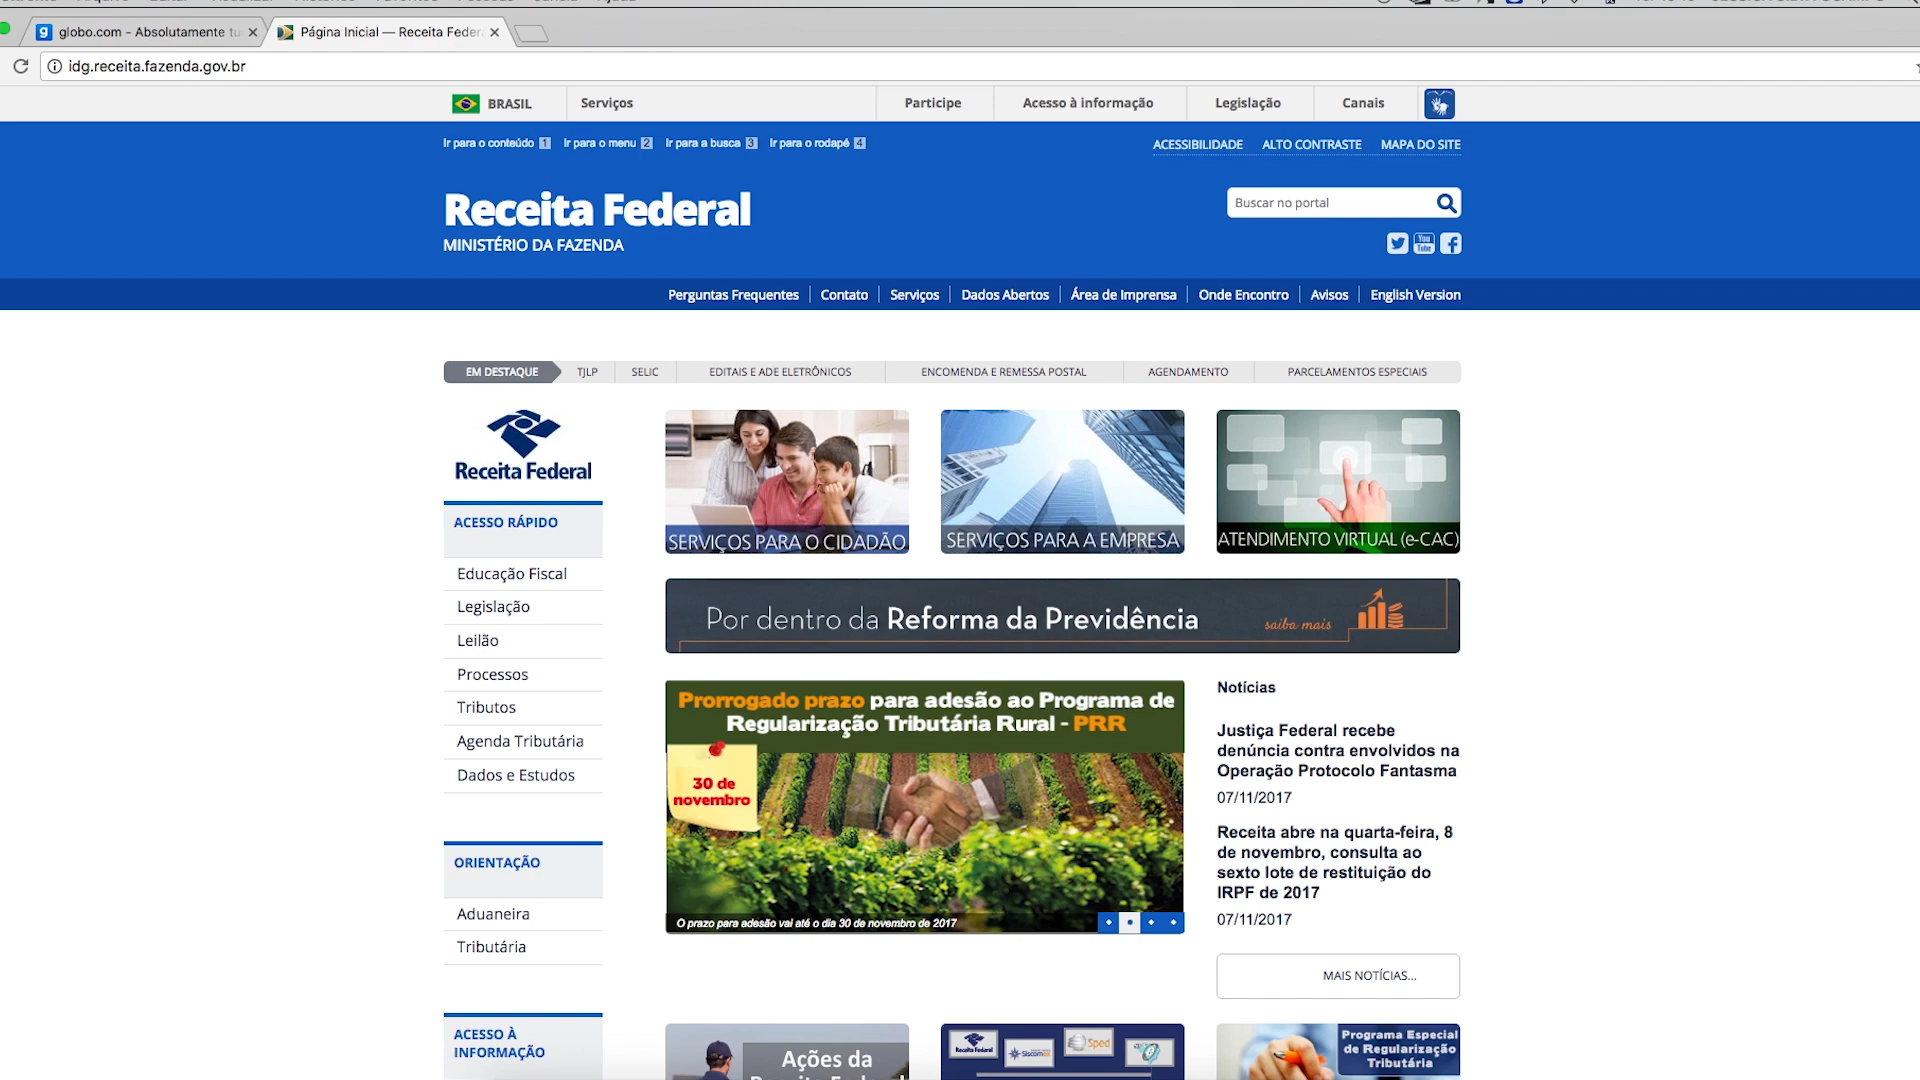 globo.com - Absolutamente tu
Página Inicial — Receita Feder
idg.receita.fazenda.gov.br
BRASIL
Serviços
Participe
Acesso à informação
Legislação
Canais
Ir para o conteúdo 1
Ir para o menu 2
Ir para a busca 3
Ir para o rodapé 4
ACESSIBILIDADE
ALTO CONTRASTE
MAPA DO SITE
Receita Federal
MINISTÉRIO DA FAZENDA
Buscar no portal
You Tube
Perguntas Frequentes
Contato
Serviços
Dados Abertos
Área de Imprensa
Onde Encontro
Avisos
English Version
EM DESTAQUE
TJLP
SELIC
EDITAIS E ADE ELETRÔNICOS
ENCOMENDA E REMESSA POSTAL
AGENDAMENTO
PARCELAMENTOS ESPECIAIS
Receita Federal
ACESSO RÁPIDO
Educação Fiscal
Legislação
Leilão
Processos
Tributos
Agenda Tributária
Dados e Estudos
ORIENTAÇÃO
Aduaneira
Tributária
ACESSO À
INFORMAÇÃO
SERVIÇOS PARA O CIDADÃO
SERVIÇOS PARA A EMPRESA
ATENDIMENTO VIRTUAL (e-CAC)
Por dentro da Reforma da Previdência
saiba mais
Prorrogado prazo para adesão ao Programa de
Regularização Tributária Rural - PRR
30 de
novembro
O prazo para adesão vai até o dia 30 de novembro de 2017
Notícias
Justiça Federal recebe
denúncia contra envolvidos na
Operação Protocolo Fantasma
07/11/2017
Receita abre na quarta-feira, 8
de novembro, consulta ao
sexto lote de restituição do
IRPF de 2017
07/11/2017
MAIS NOTÍCIAS...
Ações da
Receita Federal
Receita Federal
Siscomex
Sped
Programa Especial
de Regularização
Tributária